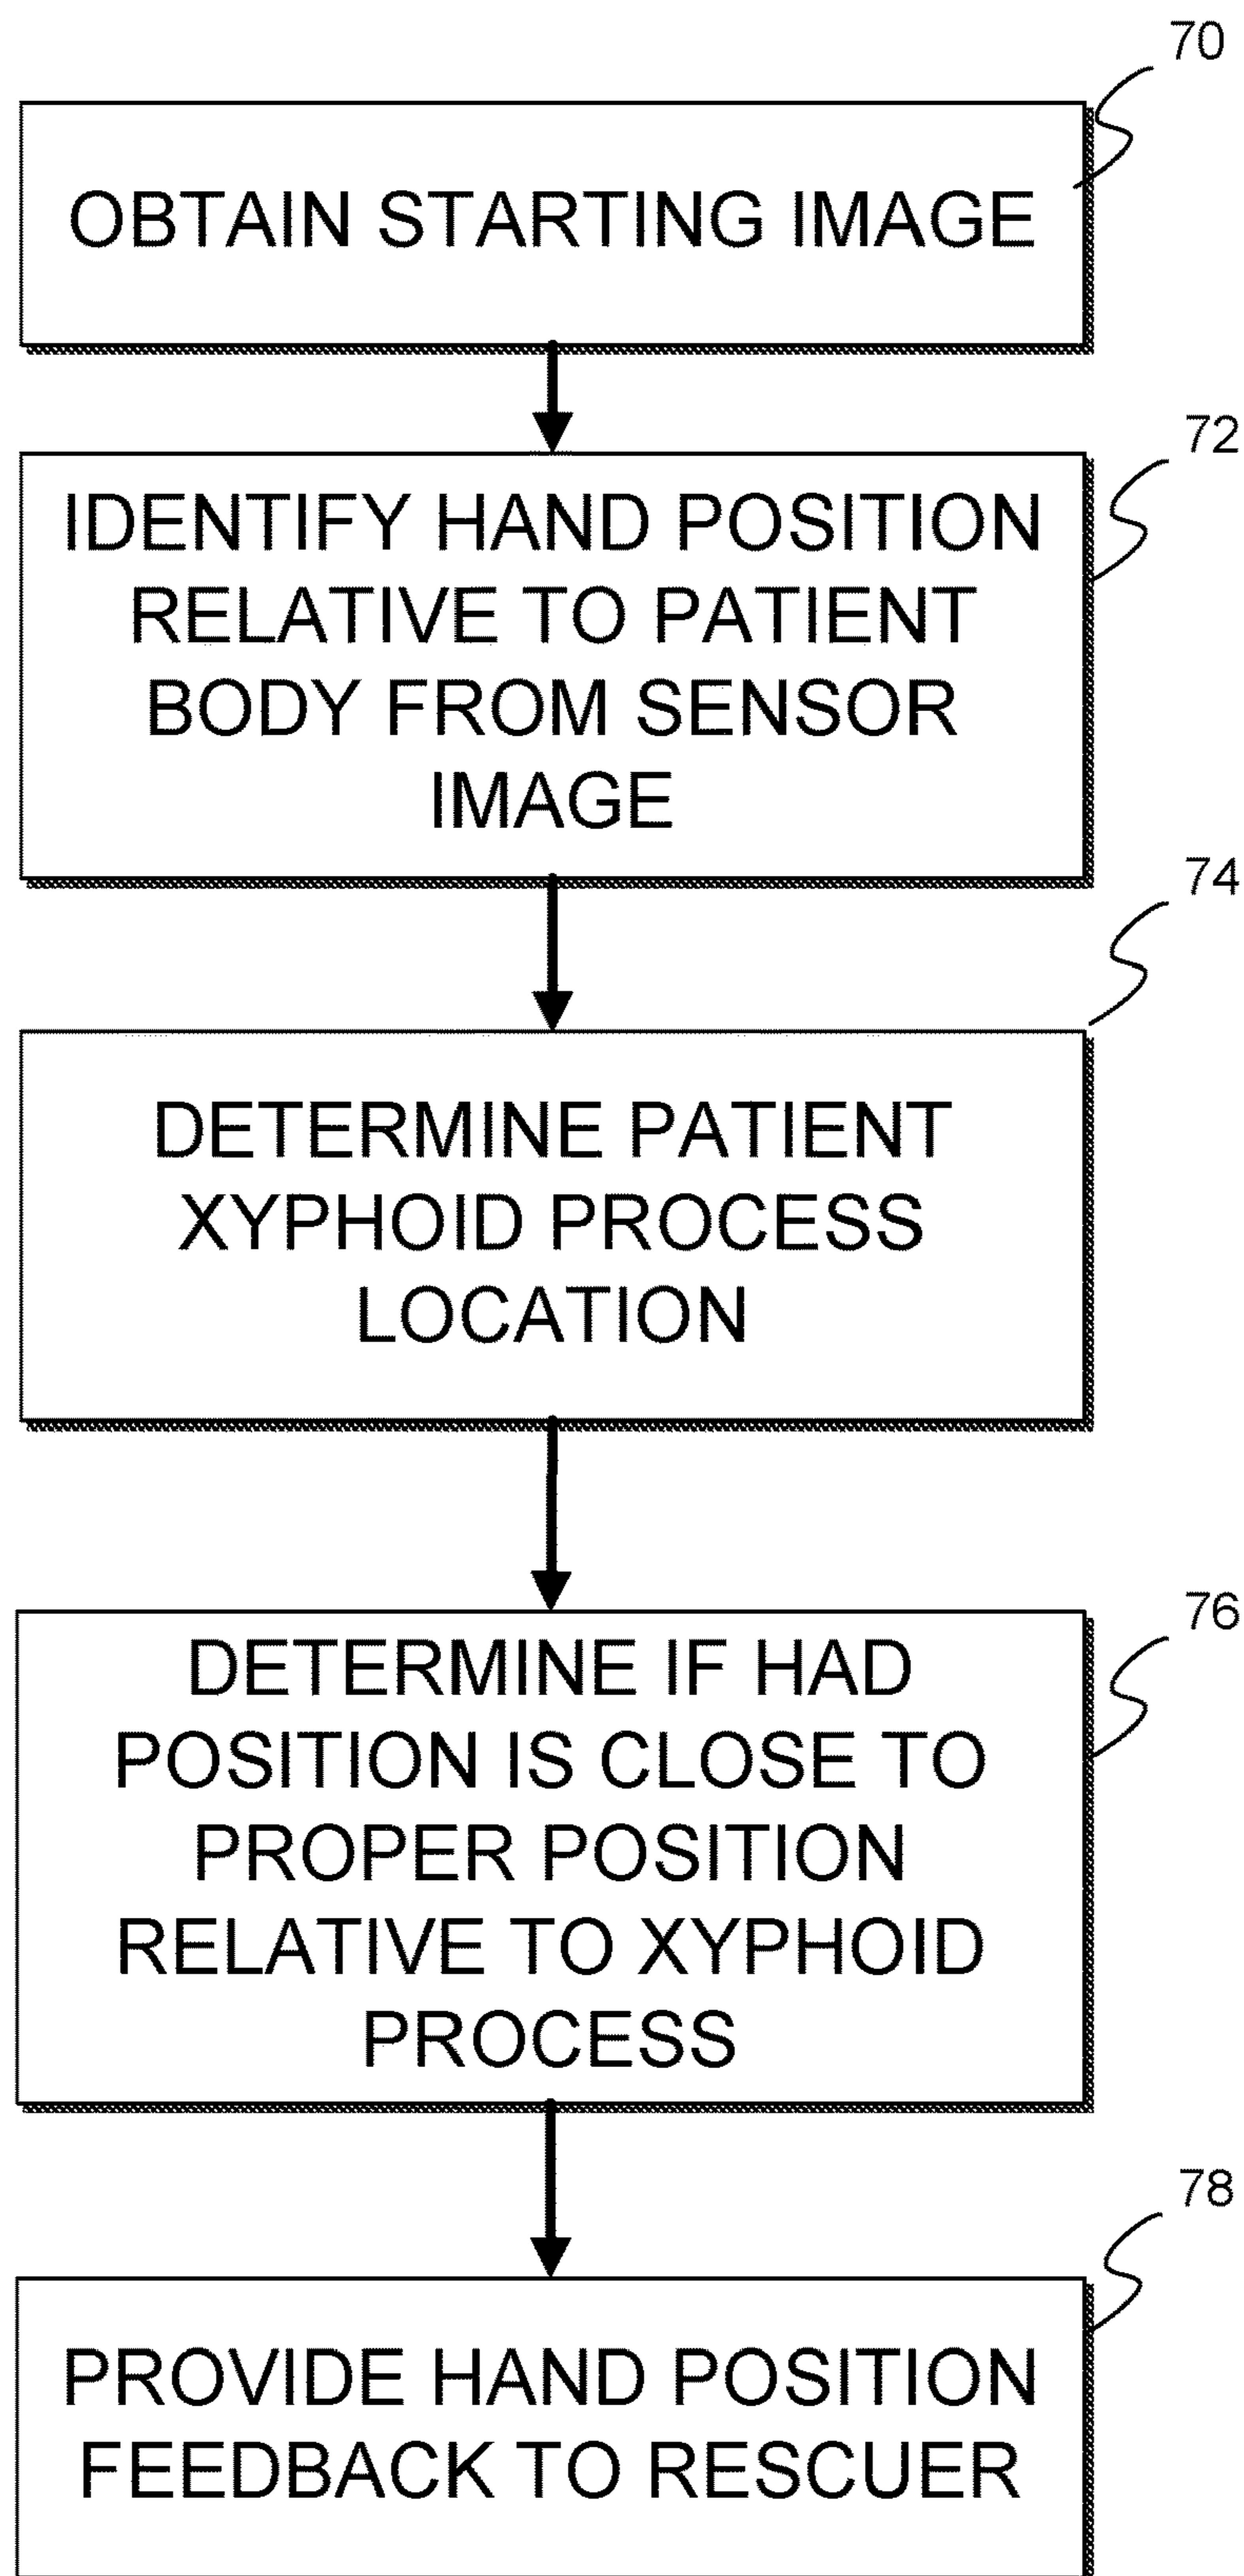 70
OBTAIN STARTING IMAGE
72
IDENTIFY HAND POSITION
RELATIVE TO PATIENT
BODY FROM SENSOR
IMAGE
74
DETERMINE PATIENT
XYPHOID PROCESS
LOCATION
76
DETERMINE IF HAD
POSITION IS CLOSE TO
PROPER POSITION
RELATIVE TO XYPHOID
PROCESS
78
PROVIDE HAND POSITION
FEEDBACK TO RESCUER